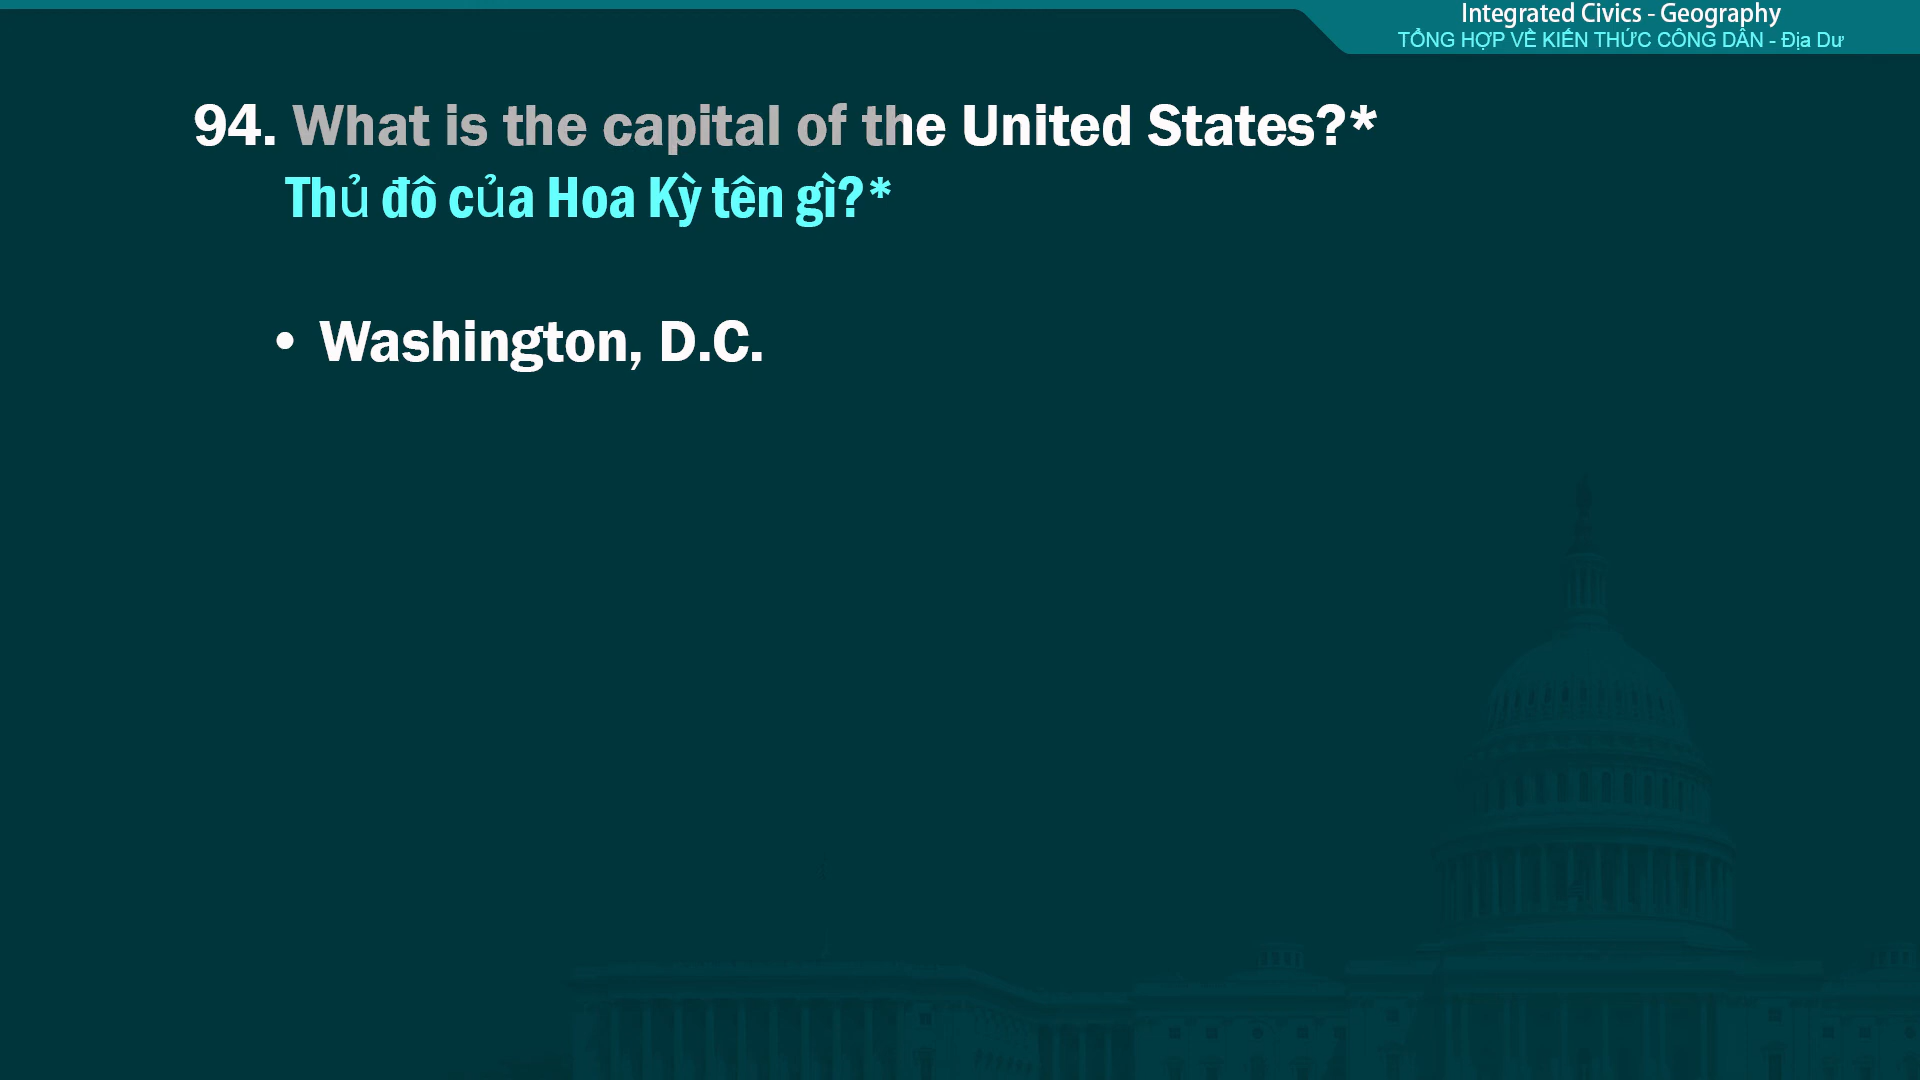 Integrated Civics - Geography
TỔNG HỢP VỀ KIẾN THỨC CÔNG DÂN - Địa Dư
94. What is the capital of the United States?*
Thủ đô của Hoa Kỳ tên gì?*
• Washington, D.C.